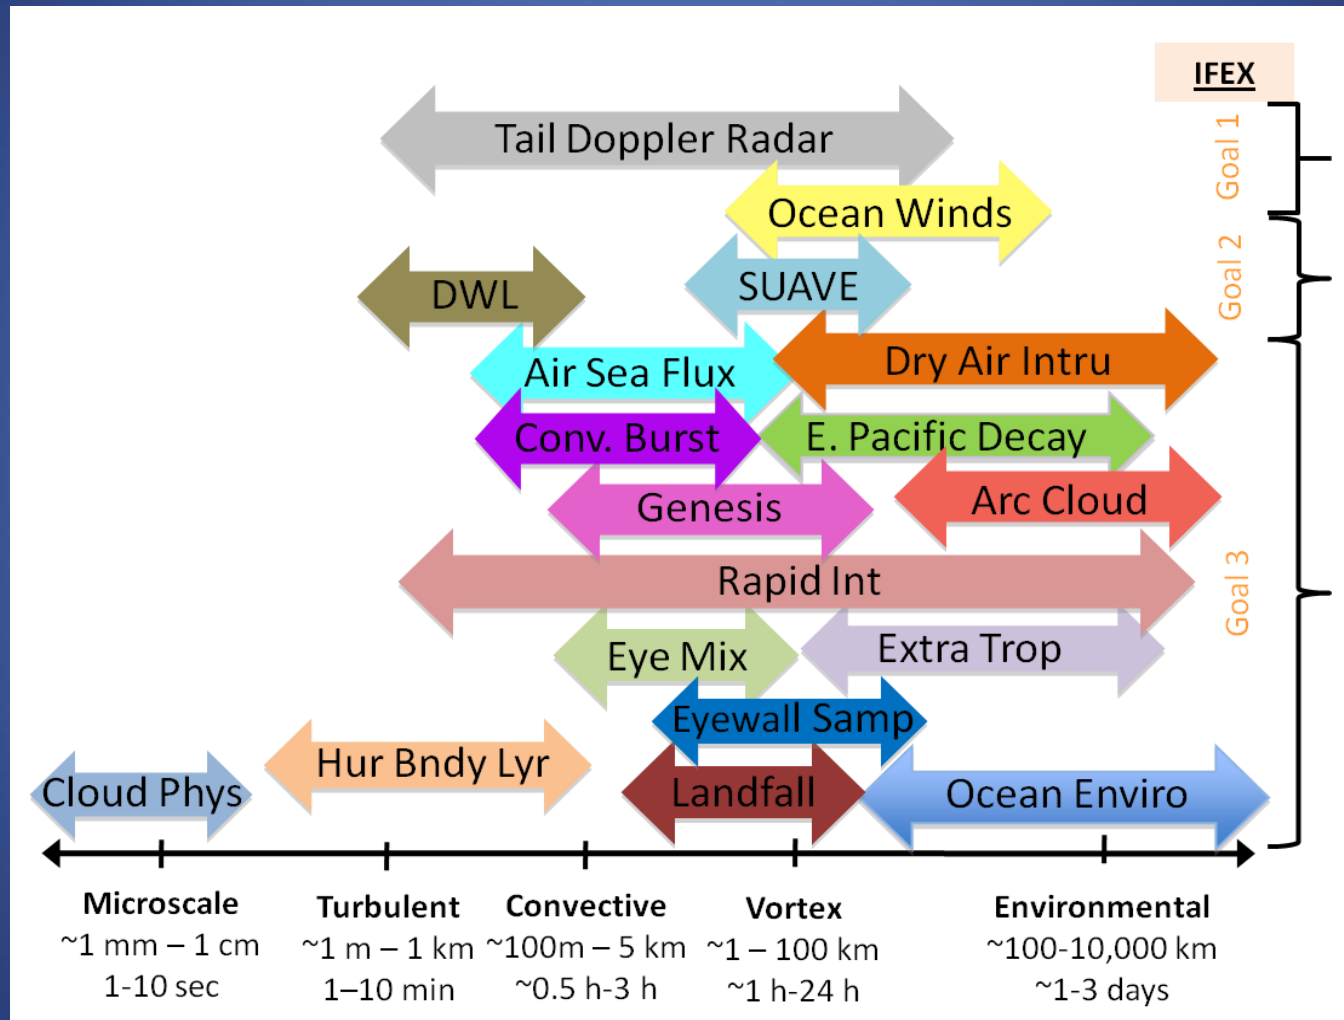 IFEX
Tail Doppler Radar
Goal 1
Ocean Winds
Goal 2
DWL
SUAVE
Air Sea Flux
Dry Air Intru
Conv. Burst
E. Pacific Decay
Genesis
Arc Cloud
Goal 3
Rapid Int
Eye Mix
Extra Trop
Eyewall Samp
Hur Bndy Lyr
Cloud Phys
Landfall
Ocean Enviro
Microscale
~1 mm – 1 cm
1-10 sec
Turbulent
~1 m – 1 km
1–10 min
Convective
~100m – 5 km
~0.5 h-3 h
Vortex
~1 – 100 km
~1 h-24 h
Environmental
~100-10,000 km
~1-3 days